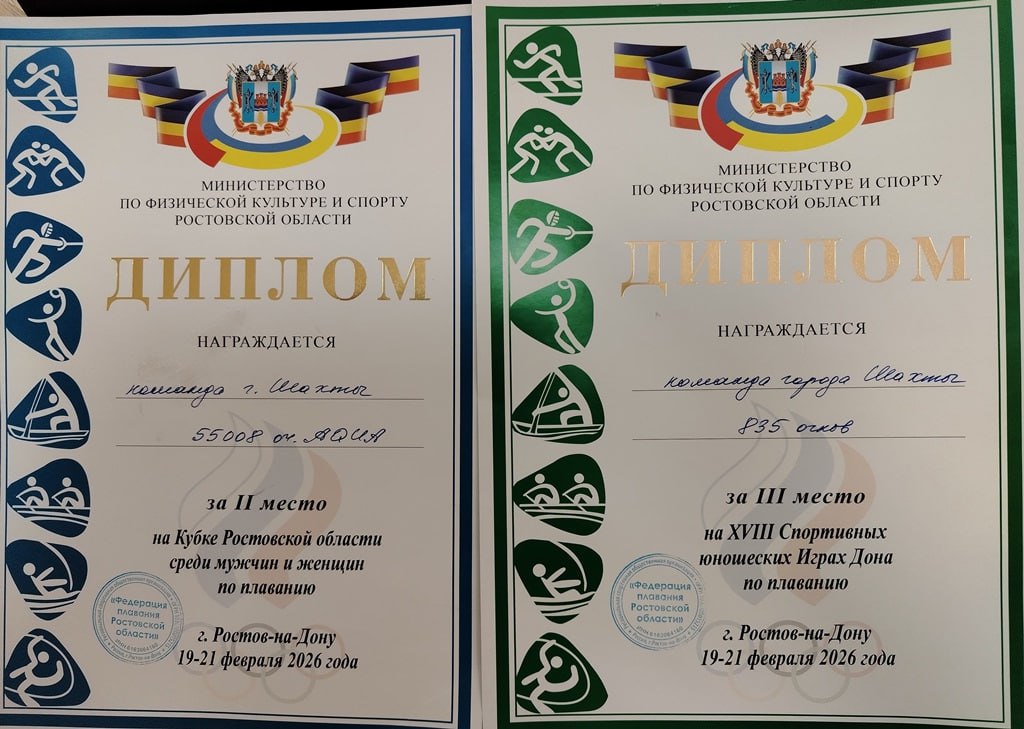 МИНИСТЕРСТВО
ПО ФИЗИЧЕСКОЙ КУЛЬТУРЕ И СПОРТУ
РОСТОВСКОЙ ОБЛАСТИ
ДИПЛОМ
НАГРАЖДАЕТСЯ
команда г. Шахты
55008 оч. AQUA
за II место
на Кубке Ростовской области
среди мужчин и женщин
по плаванию
«Федерация
плавания
Ростовской
области»
г. Ростов-на-Дону
19-21 февраля 2026 года
МИНИСТЕРСТВО
ПО ФИЗИЧЕСКОЙ КУЛЬТУРЕ И СПОРТУ
РОСТОВСКОЙ ОБЛАСТИ
ДИПЛОМ
НАГРАЖДАЕТСЯ
команда города Шахты
835 очков
за III место
на XVIII Спортивных
юношеских Играх Дона
по плаванию
«Федерация
плавания
Ростовской
области»
г. Ростов-на-Дону
19-21 февраля 2026 года